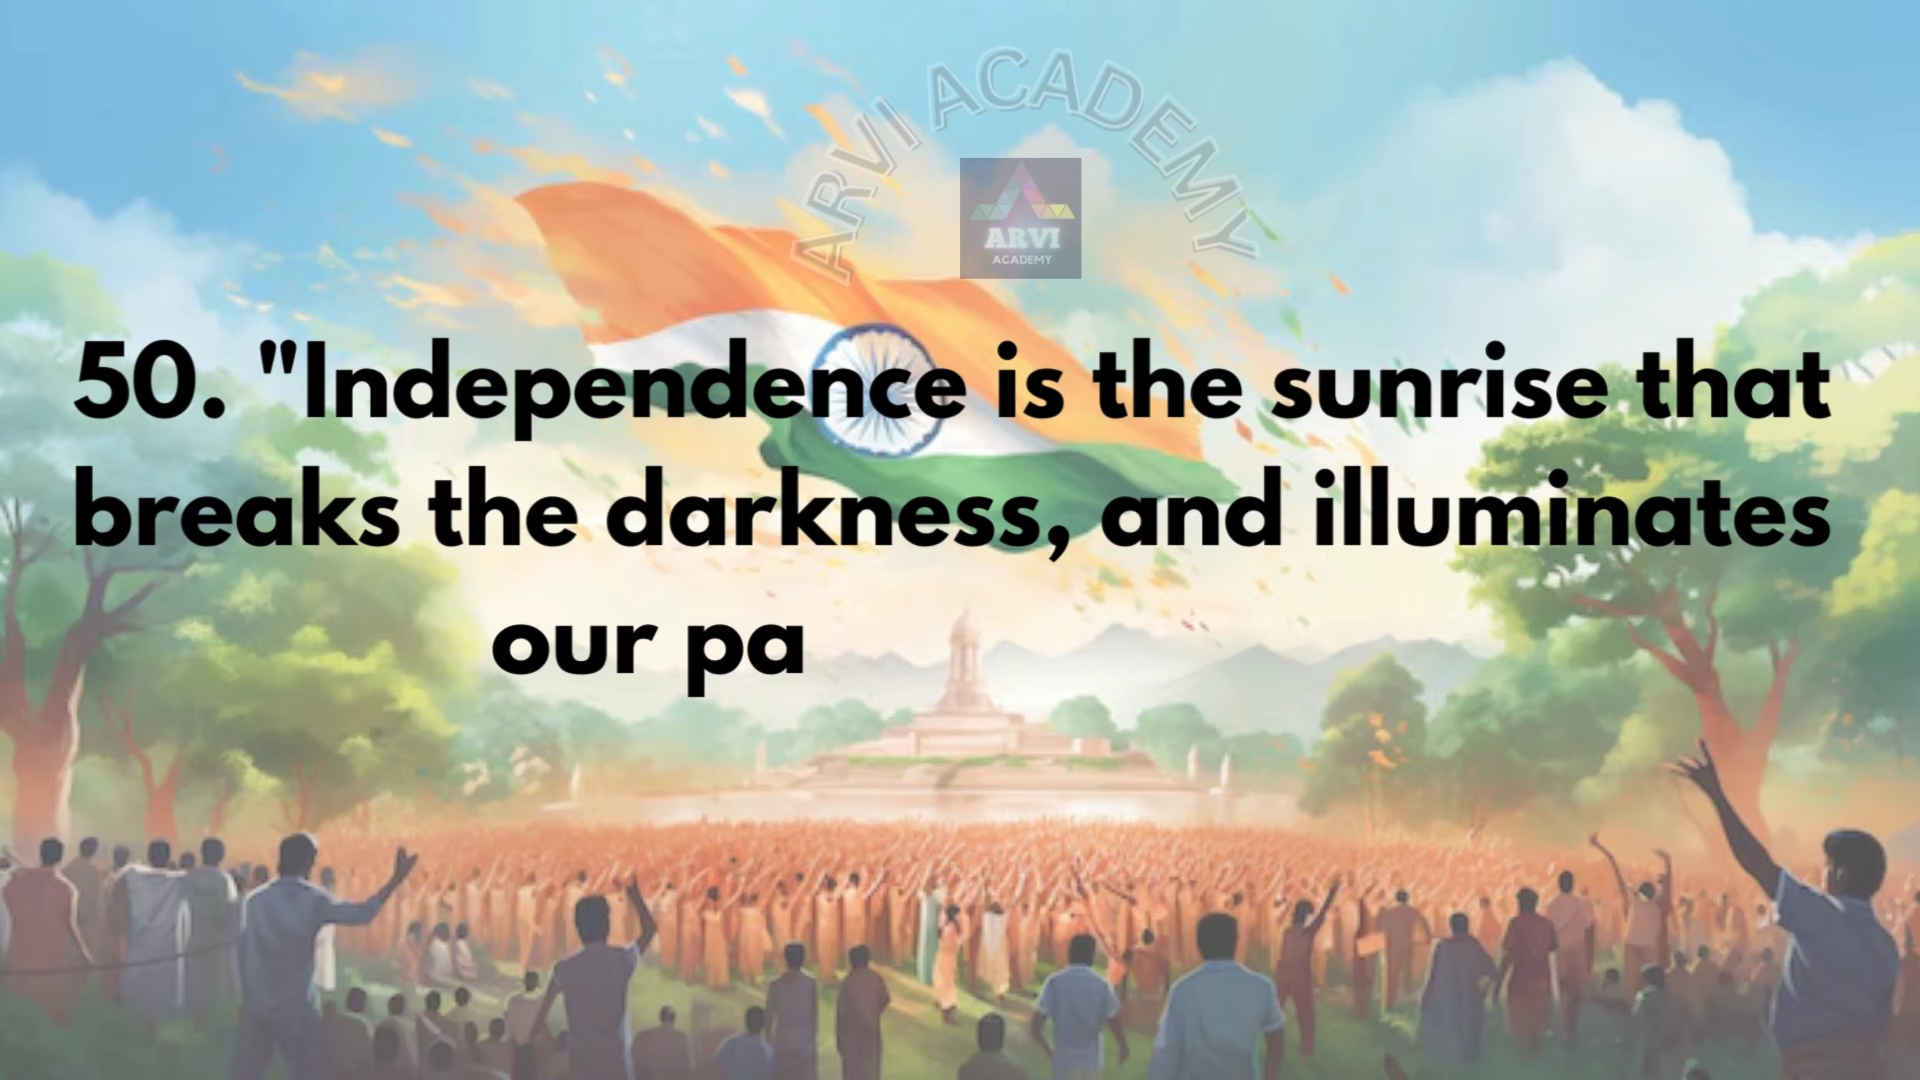 ARVI ACADEMY
ARVI
ACADEMY
50. "Independence is the sunrise that
breaks the darkness, and illuminates
our pa